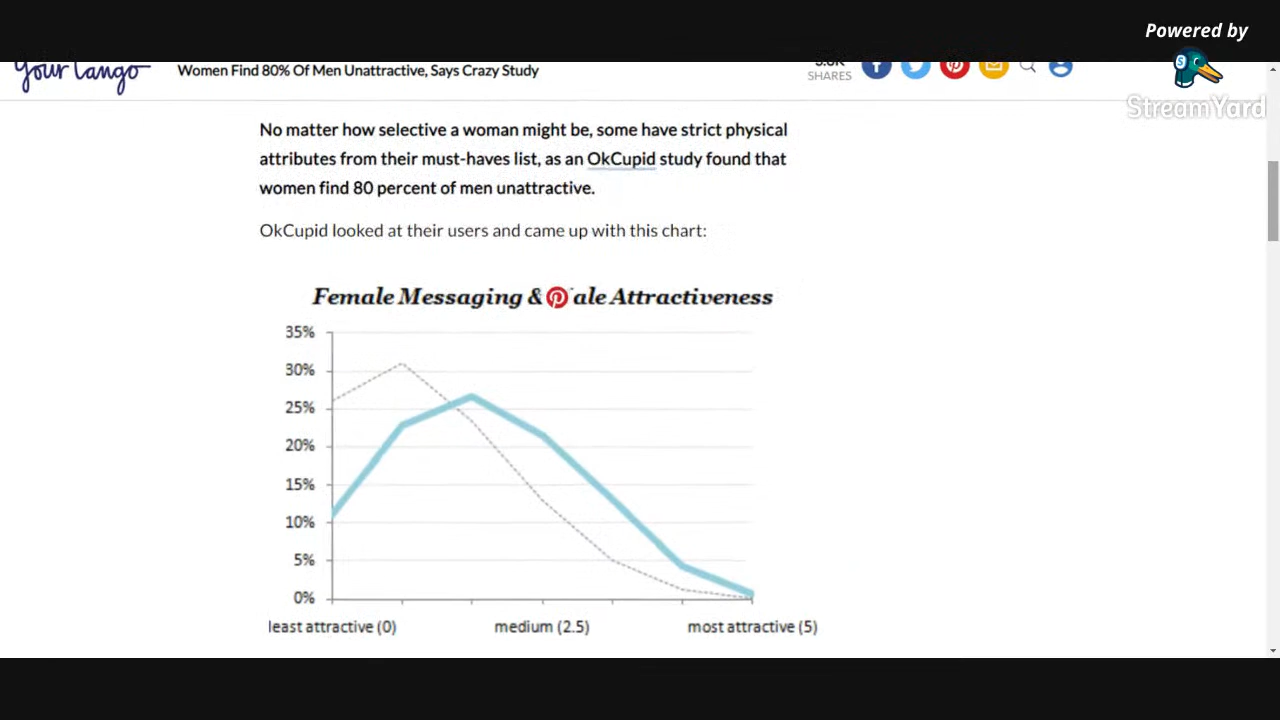 Powered by
StreamYard
YourTango
Women Find 80% Of Men Unattractive, Says Crazy Study
SHARES
No matter how selective a woman might be, some have strict physical
attributes from their must-haves list, as an OkCupid study found that
women find 80 percent of men unattractive.
OkCupid looked at their users and came up with this chart:
Female Messaging & ale Attractiveness
35%
30%
25%
20%
15%
10%
5%
0%
least attractive (0) medium (2.5) most attractive (5)